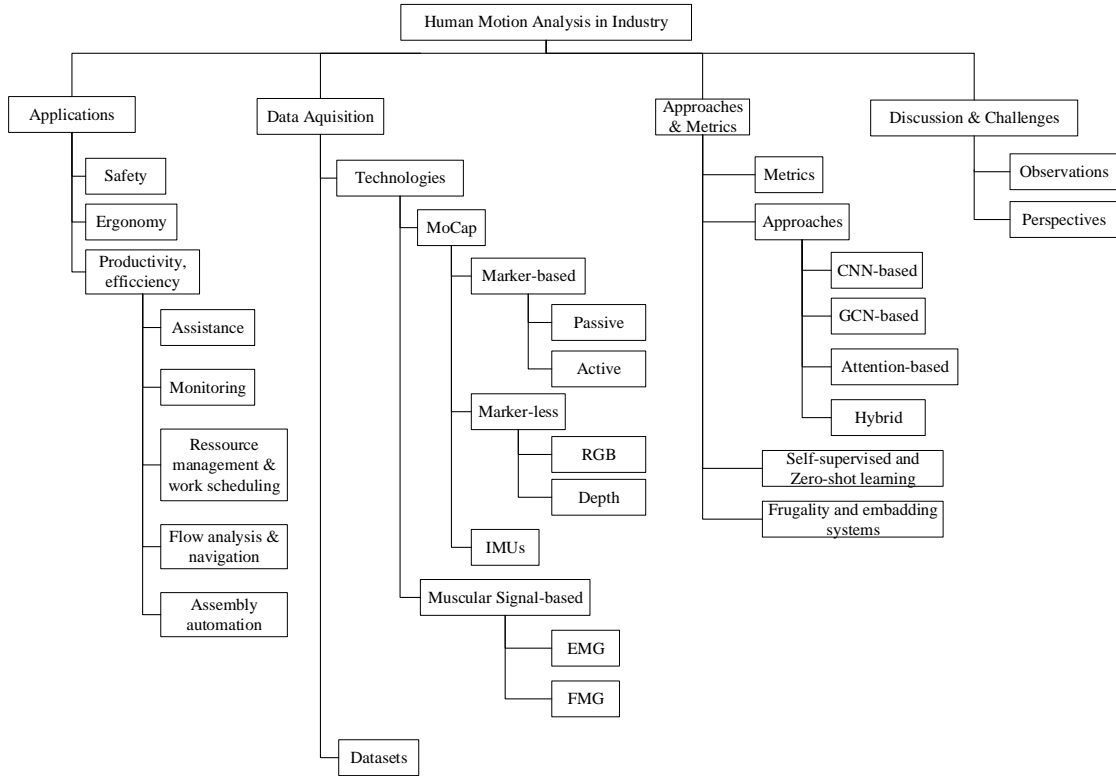 Human Motion Analysis in Industry
Applications
Safety
Ergonomy
Productivity,
efficciency
Assistance
Monitoring
Ressource
management &
work scheduling
Flow analysis &
navigation
Assembly
automation
Data Aquisition
Technologies
MoCap
Marker-based
Passive
Active
Marker-less
RGB
Depth
IMUs
Muscular Signal-based
EMG
FMG
Datasets
Approaches
& Metrics
Metrics
Approaches
CNN-based
GCN-based
Attention-based
Hybrid
Self-supervised and
Zero-shot learning
Frugality and embadding
systems
Discussion & Challenges
Observations
Perspectives